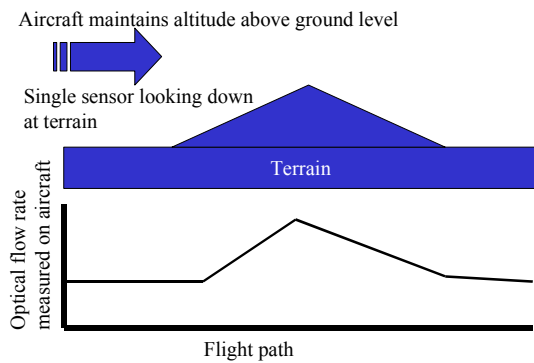 Aircraft maintains altitude above ground level
Single sensor looking down
at terrain
Terrain
Optical flow rate
measured on aircraft
Flight path